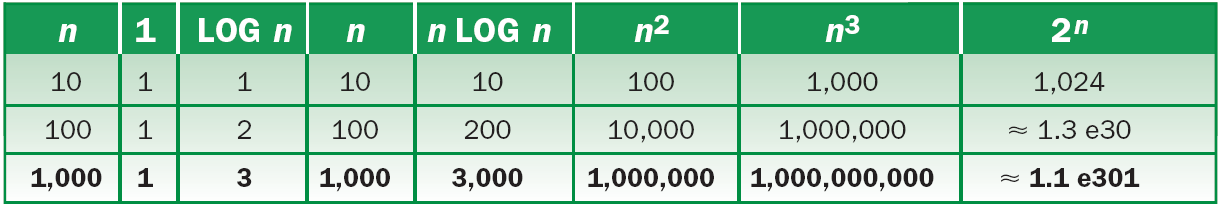 n 1 LOG n n n LOG n n² n³ 2ⁿ
10 1 1 10 10 100 1,000 1,024
100 1 2 100 200 10,000 1,000,000 ≈ 1.3 e30
1,000 1 3 1,000 3,000 1,000,000 1,000,000,000 ≈ 1.1 e301